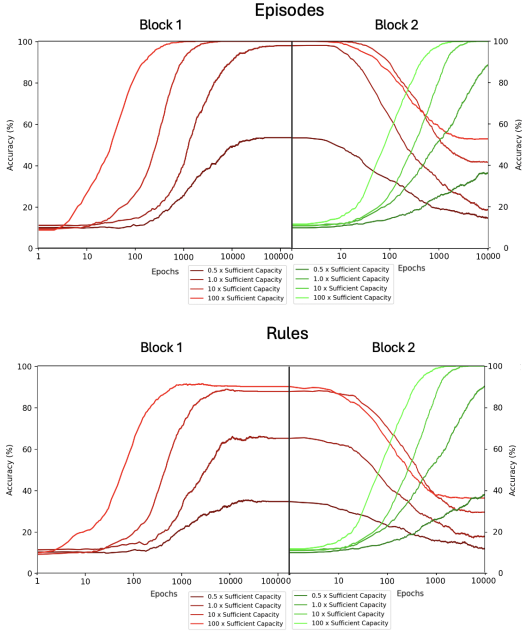 Episodes
Block 1 Block 2
100 100
80 80
60 60
40 40
20 20
0 0
Accuracy (%) Accuracy (%)
1 10 100 1000 10000 100000 10 100 1000 10000
Epochs Epochs
0.5 x Sufficient Capacity 0.5 x Sufficient Capacity
1.0 x Sufficient Capacity 1.0 x Sufficient Capacity
10 x Sufficient Capacity 10 x Sufficient Capacity
100 x Sufficient Capacity 100 x Sufficient Capacity
Rules
Block 1 Block 2
100 100
80 80
60 60
40 40
20 20
0 0
Accuracy (%) Accuracy (%)
1 10 100 1000 10000 100000 10 100 1000 10000
Epochs Epochs
0.5 x Sufficient Capacity 0.5 x Sufficient Capacity
1.0 x Sufficient Capacity 1.0 x Sufficient Capacity
10 x Sufficient Capacity 10 x Sufficient Capacity
100 x Sufficient Capacity 100 x Sufficient Capacity